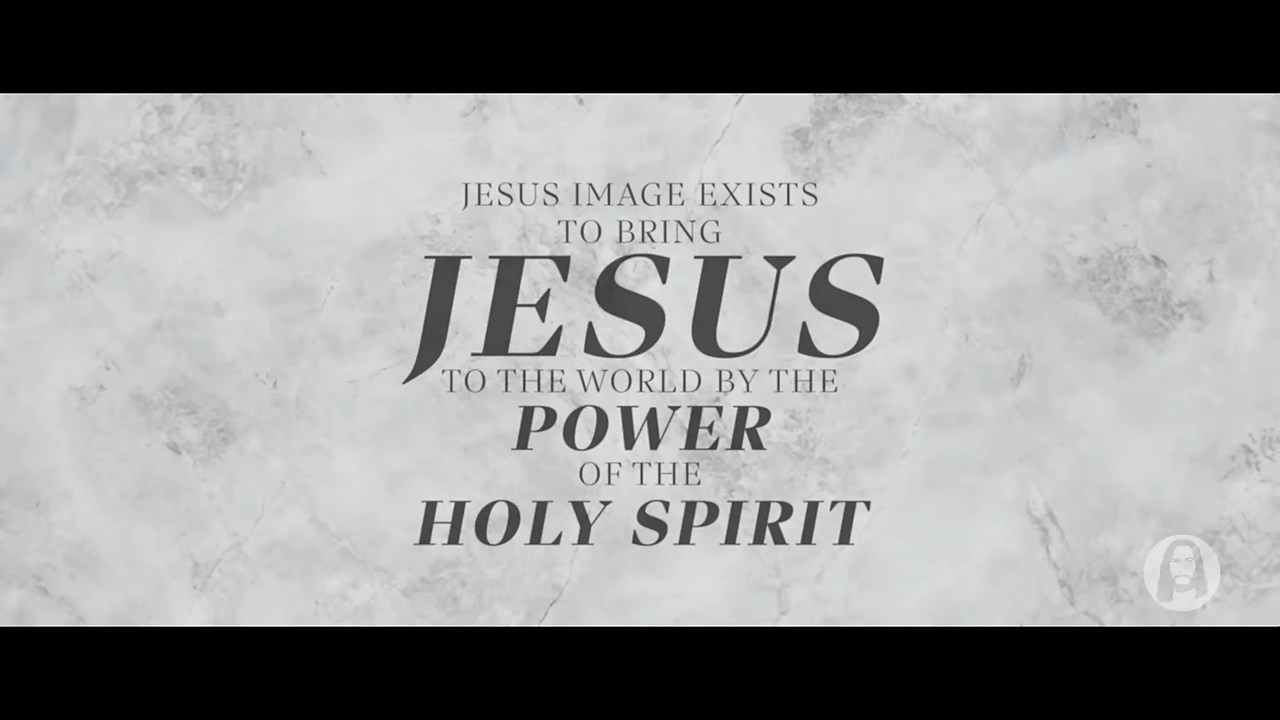 JESUS IMAGE EXISTS
TO BRING
JESUS
TO THE WORLD BY THE
POWER
OF THE
HOLY SPIRIT